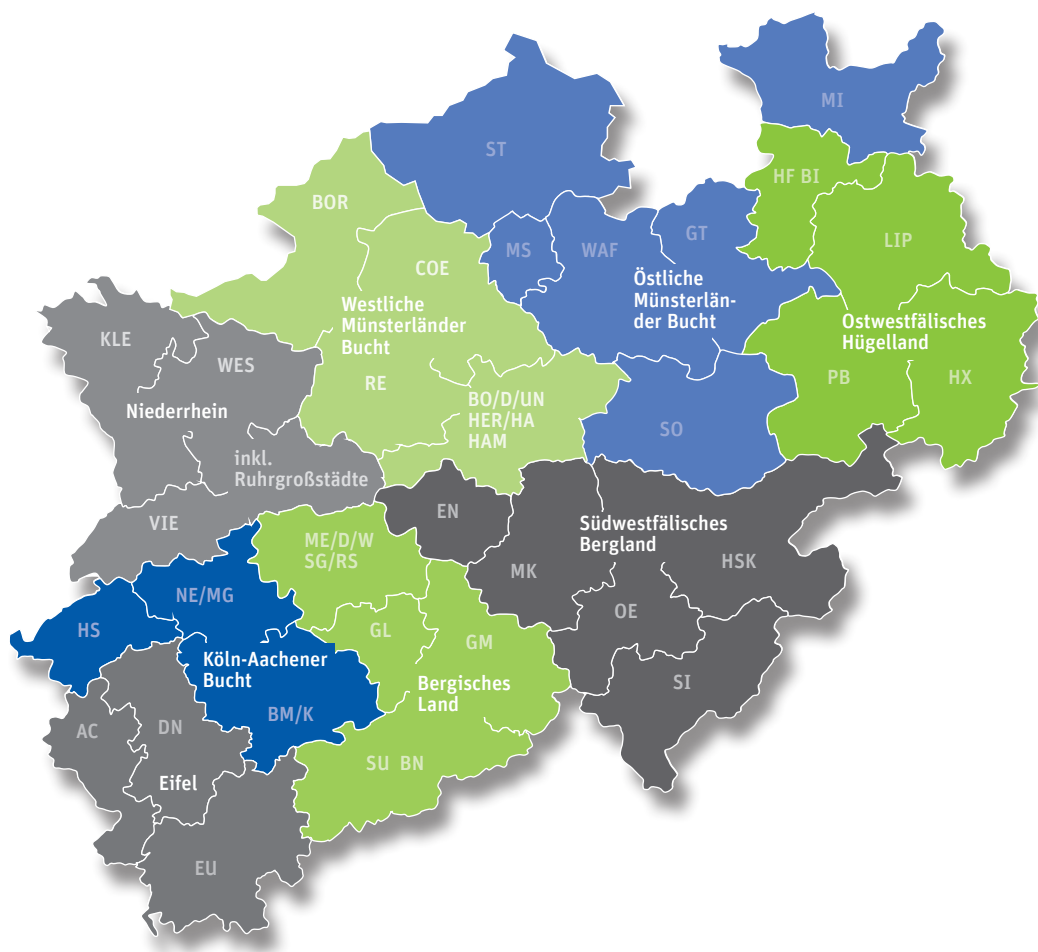 MI
ST
HF BI
BOR
MS
WAF
GT
LIP
COE
Östliche
Münsterlän-
der Bucht
Westliche
Münsterländer
Bucht
Ostwestfälisches
Hügelland
KLE
WES
RE
PB
HX
Niederrhein
BO/D/UN
HER/HA
HAM
SO
inkl.
Ruhrgroßstädte
EN
VIE
ME/D/W
SG/RS
Südwestfälisches
Bergland
HSK
MK
NE/MG
OE
HS
GL
GM
Köln-Aachener
Bucht
Bergisches
Land
SI
BM/K
AC
DN
SU BN
Eifel
EU